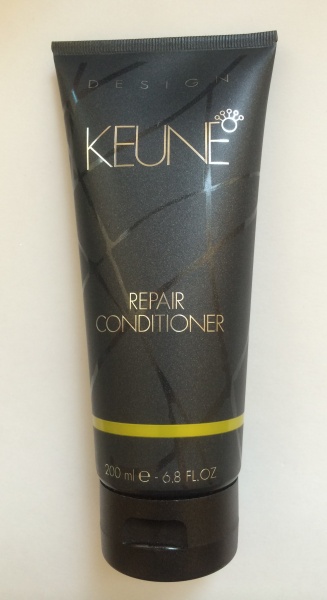 DESIGN
KEUNE
REPAIR
CONDITIONER
200 ml e - 6.8 FL.OZ